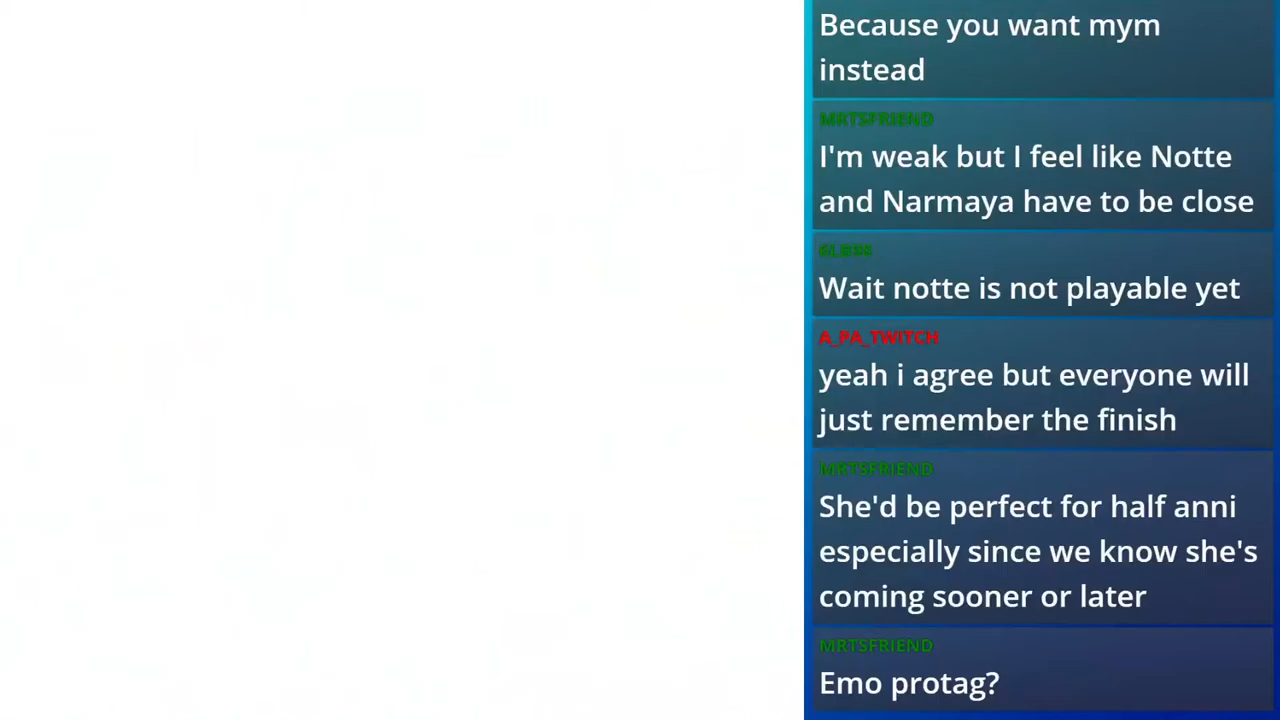 Because you want mym
instead
MRTSFRIEND
I'm weak but I feel like Notte
and Narmaya have to be close
Wait notte is not playable yet
A_PA_TWITCH
yeah i agree but everyone will
just remember the finish
MRTSFRIEND
She'd be perfect for half anni
especially since we know she's
coming sooner or later
MRTSFRIEND
Emo protag?